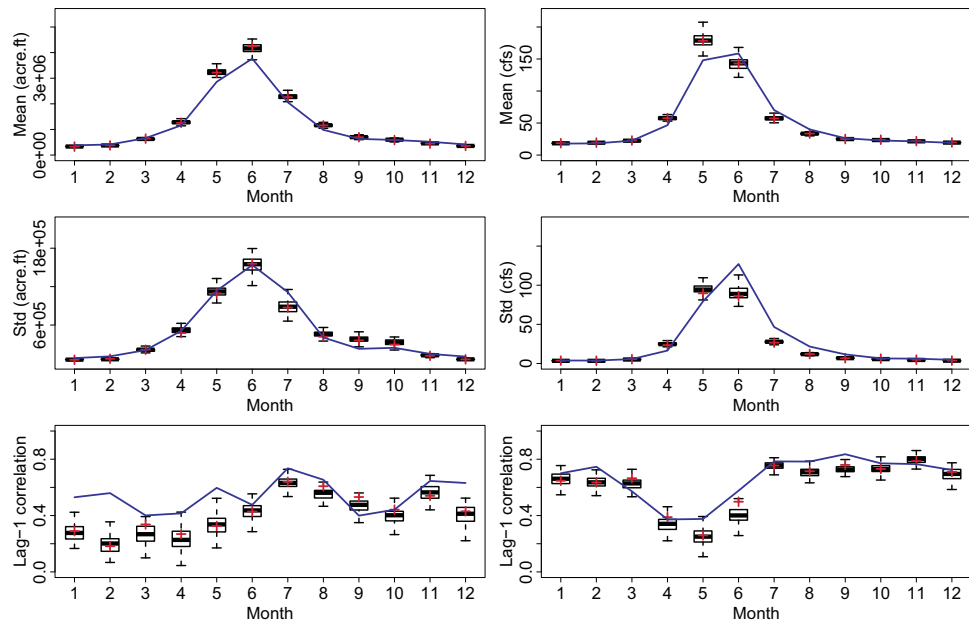 Mean (acre.ft)
0e+00 3e+06
1 2 3 4 5 6 7 8 9 10 11 12
Month
Mean (cfs)
0 50 150
1 2 3 4 5 6 7 8 9 10 11 12
Month
Std (acre.ft)
6e+05 18e+05
1 2 3 4 5 6 7 8 9 10 11 12
Month
Std (cfs)
0 50 100
1 2 3 4 5 6 7 8 9 10 11 12
Month
Lag−1 correlation
0.0 0.4 0.8
1 2 3 4 5 6 7 8 9 10 11 12
Month
Lag−1 correlation
0.0 0.4 0.8
1 2 3 4 5 6 7 8 9 10 11 12
Month